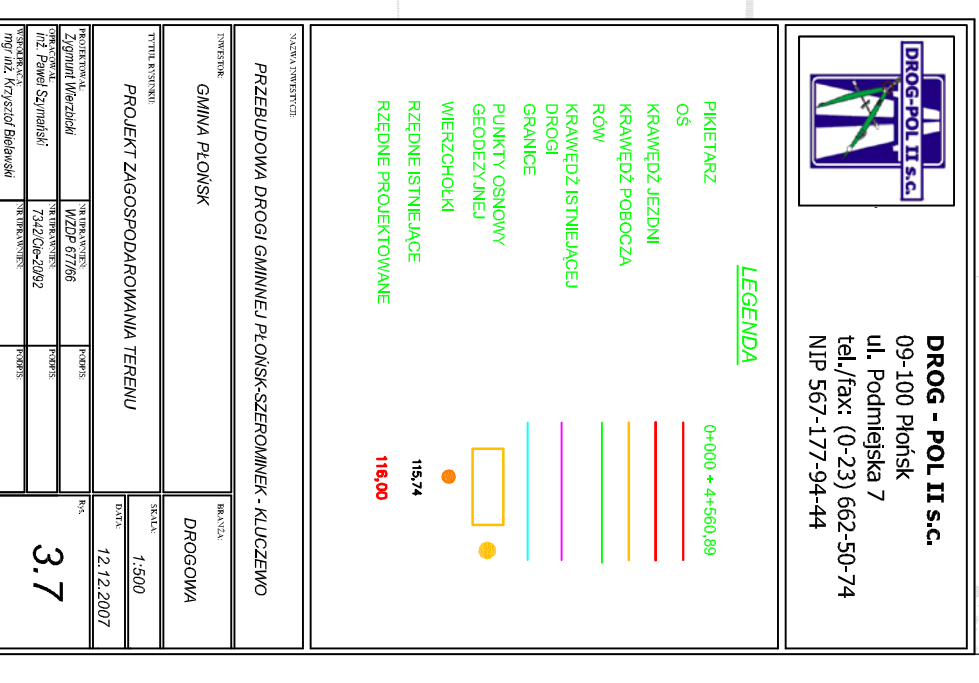 DROG-POL II s.c.
DROG - POL II s.c.
09-100 Płońsk
ul. Podmiejska 7
tel./fax: (0-23) 662-50-74
NIP 567-177-94-44
LEGENDA
PIKIETARZ 0+000 ÷ 4+560,89
OŚ
KRAWĘDŹ JEZDNI
KRAWĘDŹ POBOCZA
RÓW
KRAWĘDŹ ISTNIEJĄCEJ
DROGI
GRANICE
PUNKTY OSNOWY
GEODEZYJNEJ
WIERZCHOŁKI
RZĘDNE ISTNIEJĄCE 115,74
RZĘDNE PROJEKTOWANE 116,00
NAZWA INWESTYCJI:
PRZEBUDOWA DROGI GMINNEJ PŁOŃSK-SZEROMINEK - KLUCZEWO
INWESTOR:
GMINA PŁOŃSK
BRANŻA:
DROGOWA
TYTUŁ RYSUNKU:
PROJEKT ZAGOSPODAROWANIA TERENU
SKALA:
1:500
DATA:
12.12.2007
PROJEKTOWAŁ:
Zygmunt Wierzbicki
NR UPRAWNIEŃ:
WZDP 677/66
PODPIS:
OPRACOWAŁ:
inż. Paweł Szymański
NR UPRAWNIEŃ:
7342/Cie-20/92
PODPIS:
WSPÓŁPRACA:
mgr inż. Krzysztof Bielawski
NR UPRAWNIEŃ:
PODPIS:
Rys.
3.7